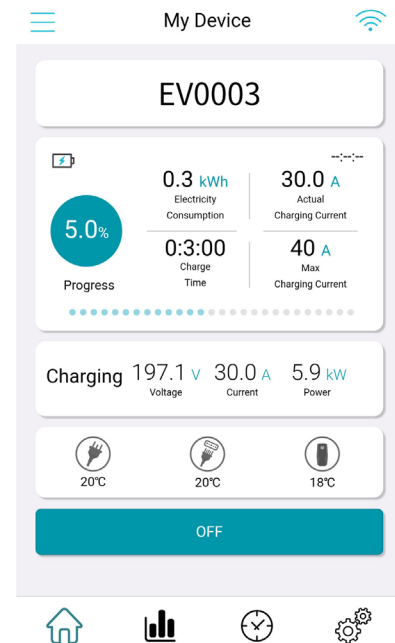 My Device
EV0003
--:--:--
0.3 kWh
Electricity
Consumption
30.0 A
Actual
Charging Current
5.0%
Progress
0:3:00
Charge
Time
40 A
Max
Charging Current
Charging
197.1 V
Voltage
30.0 A
Current
5.9 kW
Power
20℃
20℃
18℃
OFF